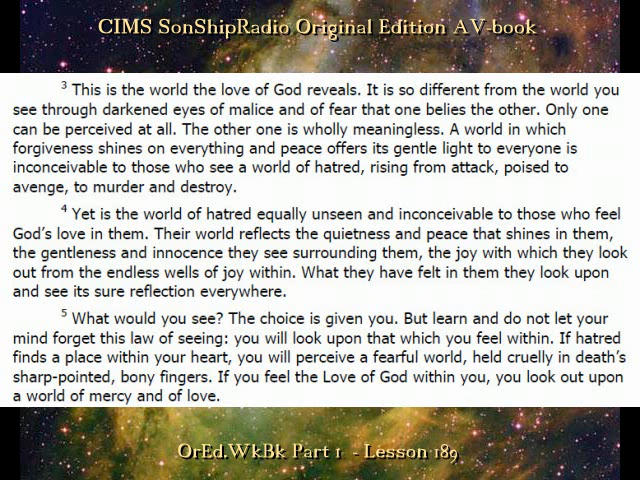 CIMS SonShipRadio Original Edition AV-book
3 This is the world the love of God reveals. It is so different from the world you
see through darkened eyes of malice and of fear that one belies the other. Only one
can be perceived at all. The other one is wholly meaningless. A world in which
forgiveness shines on everything and peace offers its gentle light to everyone is
inconceivable to those who see a world of hatred, rising from attack, poised to
avenge, to murder and destroy.
4 Yet is the world of hatred equally unseen and inconceivable to those who feel
God’s love in them. Their world reflects the quietness and peace that shines in them,
the gentleness and innocence they see surrounding them, the joy with which they look
out from the endless wells of joy within. What they have felt in them they look upon
and see its sure reflection everywhere.
5 What would you see? The choice is given you. But learn and do not let your
mind forget this law of seeing: you will look upon that which you feel within. If hatred
finds a place within your heart, you will perceive a fearful world, held cruelly in death’s
sharp-pointed, bony fingers. If you feel the Love of God within you, you look out upon
a world of mercy and of love.
OrEd.WkBk Part 1 - Lesson 189